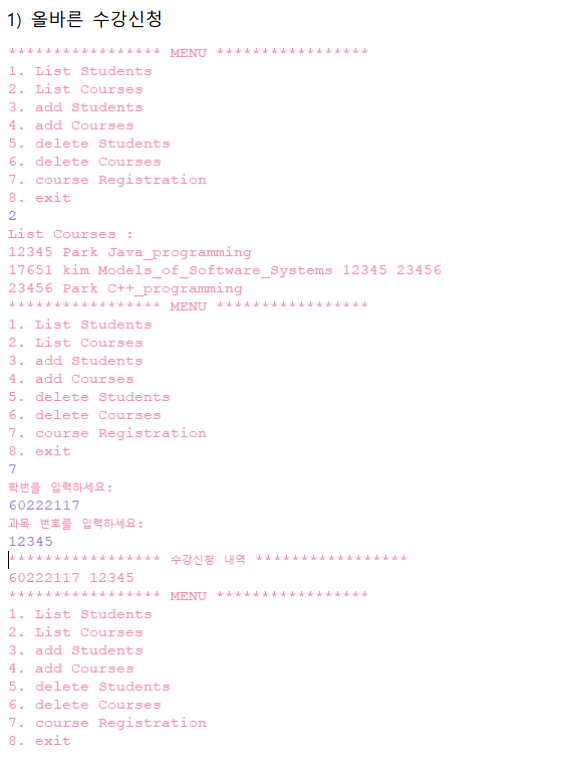 1) 올바른 수강신청
***************** MENU *****************
1. List Students
2. List Courses
3. add Students
4. add Courses
5. delete Students
6. delete Courses
7. course Registration
8. exit
2
List Courses :
12345 Park Java_programming
17651 kim Models_of_Software_Systems 12345 23456
23456 Park C++_programming
***************** MENU *****************
1. List Students
2. List Courses
3. add Students
4. add Courses
5. delete Students
6. delete Courses
7. course Registration
8. exit
7
학번을 입력하세요:
60222117
과목 번호를 입력하세요:
12345
***************** 수강신청 내역 *****************
60222117 12345
***************** MENU *****************
1. List Students
2. List Courses
3. add Students
4. add Courses
5. delete Students
6. delete Courses
7. course Registration
8. exit